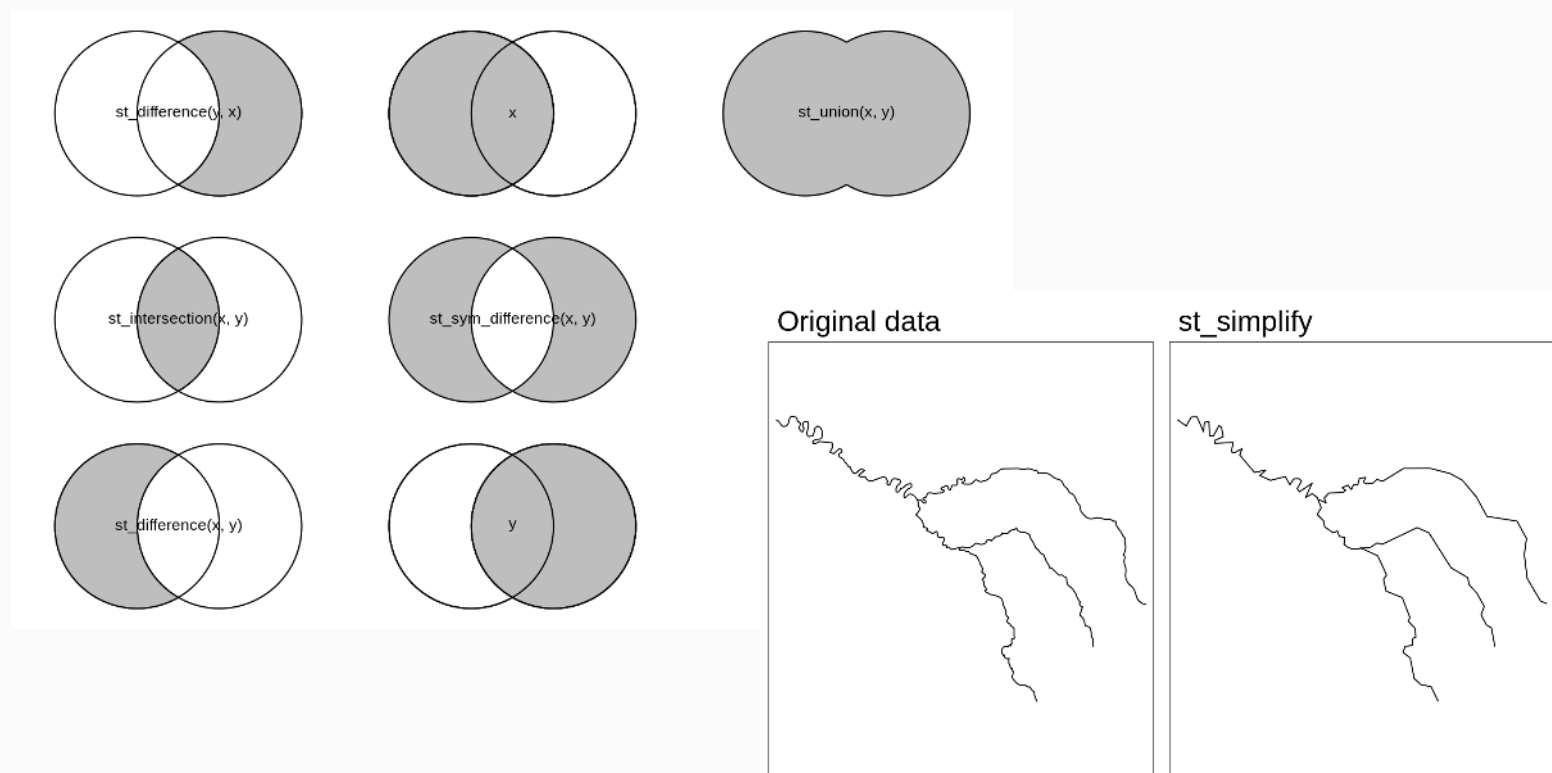 st_difference(y, x)
x
st_union(x, y)
st_intersection(x, y)
st_sym_difference(x, y)
st_difference(x, y)
y
Original data
st_simplify